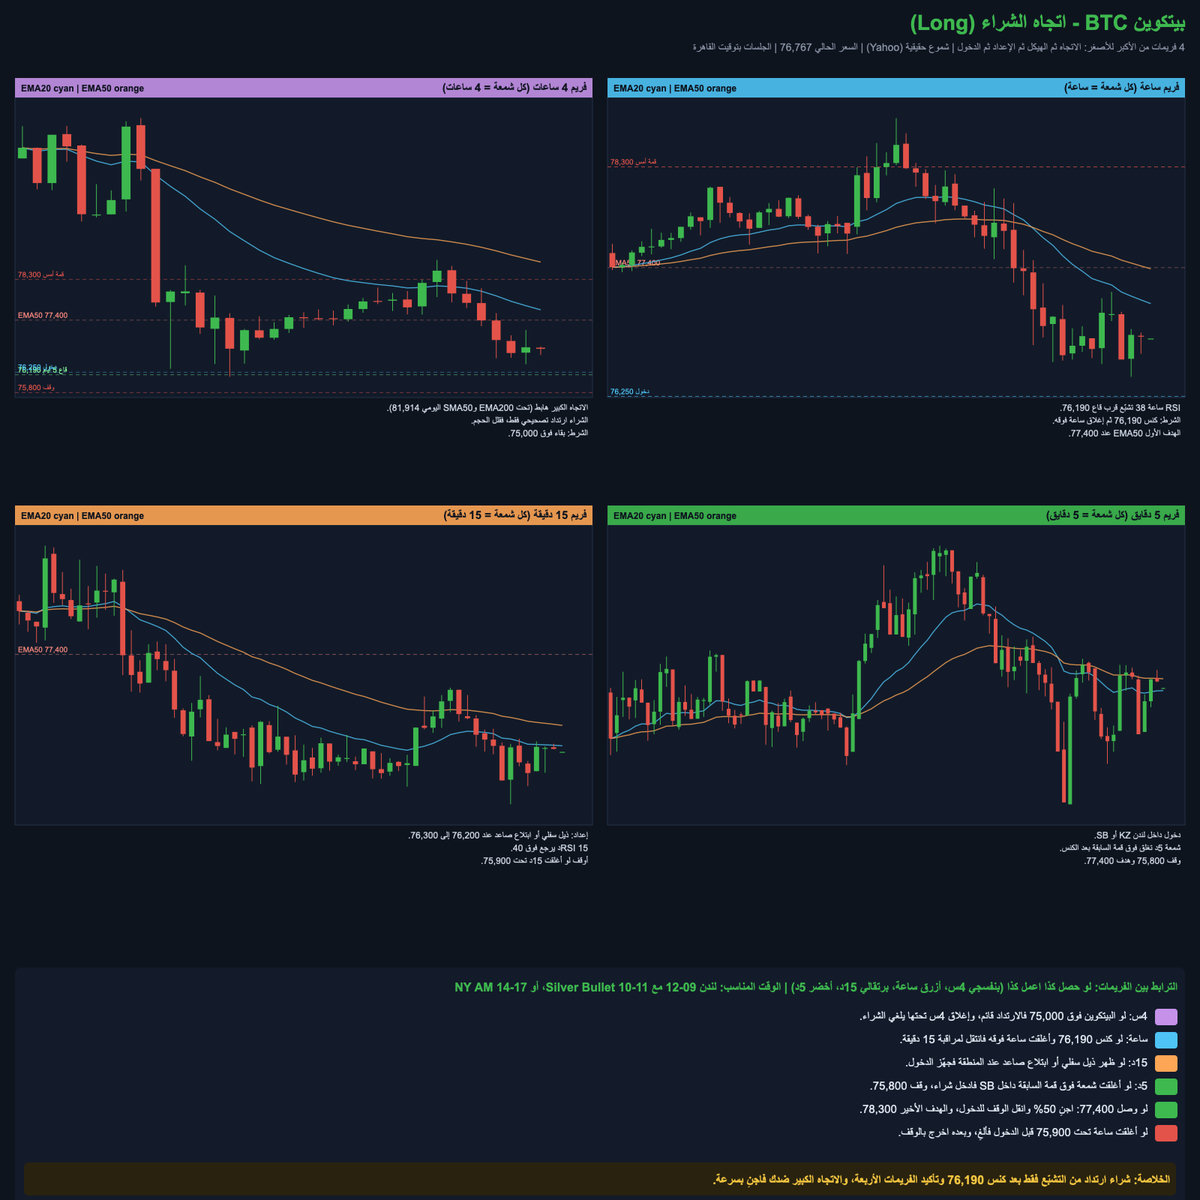 بيتكوين BTC - اتجاه الشراء (Long)
4 فريمات من الأكبر للأصغر: الاتجاه ثم الهيكل ثم الإعداد ثم الدخول | شموع حقيقية (Yahoo) | السعر الحالي 76,767 | الجلسات بتوقيت القاهرة
فريم ساعة (كل شمعة = ساعة)
EMA20 cyan | EMA50 orange
قمة أمس 78,300
EMA50 77,400
دخول 76,250
RSI ساعة 38 تشبّع قرب قاع 76,190.
الشرط: كنس 76,190 ثم إغلاق ساعة فوقه.
الهدف الأول EMA50 عند 77,400.
فريم 4 ساعات (كل شمعة = 4 ساعات)
EMA20 cyan | EMA50 orange
قمة أمس 78,300
EMA50 77,400
وقف 75,800
الاتجاه الكبير هابط (تحت EMA200 وSMA50 اليومي 81,914).
الشراء ارتداد تصحيحي فقط، فقلل الحجم.
الشرط: بقاء فوق 75,000.
فريم 5 دقايق (كل شمعة = 5 دقايق)
EMA20 cyan | EMA50 orange
دخول داخل لندن KZ أو SB.
شمعة 5د تغلق فوق قمة السابقة بعد الكنس.
وقف 75,800 وهدف 77,400.
فريم 15 دقيقة (كل شمعة = 15 دقيقة)
EMA20 cyan | EMA50 orange
EMA50 77,400
إعداد: ذيل سفلي أو ابتلاع صاعد عند 76,200 إلى 76,300.
RSI 15د يرجع فوق 40.
أوقف لو أغلقت 15د تحت 75,900.
الترابط بين الفريمات: لو حصل كذا اعمل كذا (بنفسجي 4س، أزرق ساعة، برتقالي 15د، أخضر 5د) | الوقت المناسب: لندن 09-12 مع Silver Bullet 10-11، أو NY AM 14-17
4س: لو البيتكوين فوق 75,000 فالارتداد قائم، وإغلاق 4س تحتها يلغي الشراء.
ساعة: لو كنس 76,190 وأغلقت ساعة فوقه فانتقل لمراقبة 15 دقيقة.
15د: لو ظهر ذيل سفلي أو ابتلاع صاعد عند المنطقة فجهّز الدخول.
5د: لو أغلقت شمعة فوق قمة السابقة داخل SB فادخل شراء، وقف 75,800.
لو وصل 77,400: اجنِ 50% وانقل الوقف للدخول، والهدف الأخير 78,300.
لو أغلقت ساعة تحت 75,900 قبل الدخول فألغِ، وبعده اخرج بالوقف.
الخلاصة: شراء ارتداد من التشبّع فقط بعد كنس 76,190 وتأكيد الفريمات الأربعة، والاتجاه الكبير ضدك فاجنِ بسرعة.